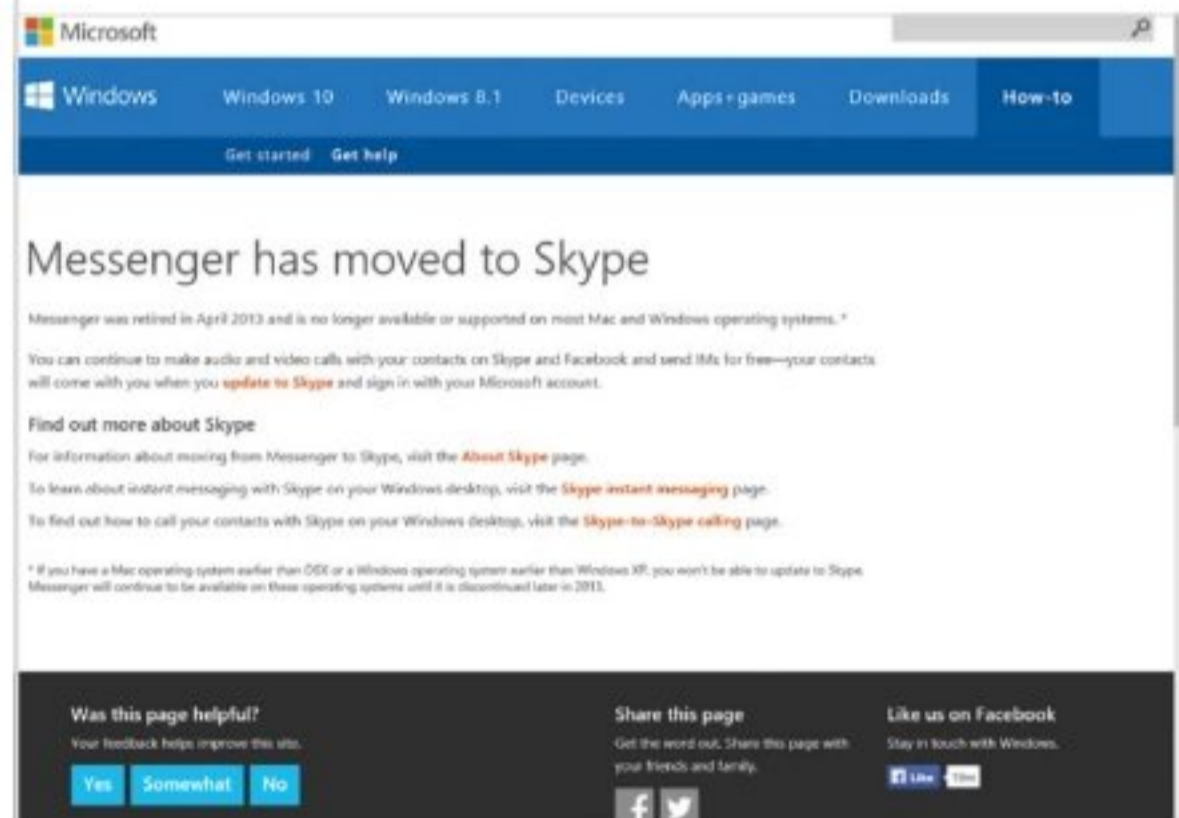 Microsoft
Windows Windows 10 Windows 8.1 Devices Apps+games Downloads How-to
Get started Get help
Messenger has moved to Skype
Messenger was retired in April 2013 and is no longer available or supported on most Mac and Windows operating systems. *
You can continue to make audio and video calls with your contacts on Skype and Facebook and send IMs for free—your contacts
will come with you when you update to Skype and sign in with your Microsoft account.
Find out more about Skype
For information about moving from Messenger to Skype, visit the About Skype page.
To learn about instant messaging with Skype on your Windows desktop, visit the Skype instant messaging page.
To find out how to call your contacts with Skype on your Windows desktop, visit the Skype-to-Skype calling page.
* If you have a Mac operating system earlier than OSX or a Windows operating system earlier than Windows XP, you won't be able to update to Skype.
Messenger will continue to be available on these operating systems until it is discontinued later in 2013.
Was this page helpful?
Your feedback helps improve this site.
Yes Somewhat No
Share this page
Get the word out. Share this page with
your friends and family.
Like us on Facebook
Stay in touch with Windows.
Like